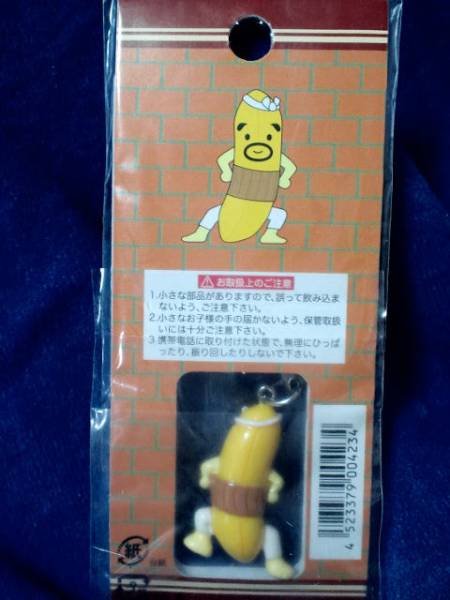 お取扱上のご注意
1.小さな部品がありますので、誤って飲み込ま
ないよう、ご注意下さい。
2.小さなお子様の手の届かないよう、保管取扱
いには十分ご注意下さい。
3.携帯電話に取り付けた状態で、無理にひっぱ
ったり、振り回したりしないで下さい。
4 523379 004234
紙
台紙